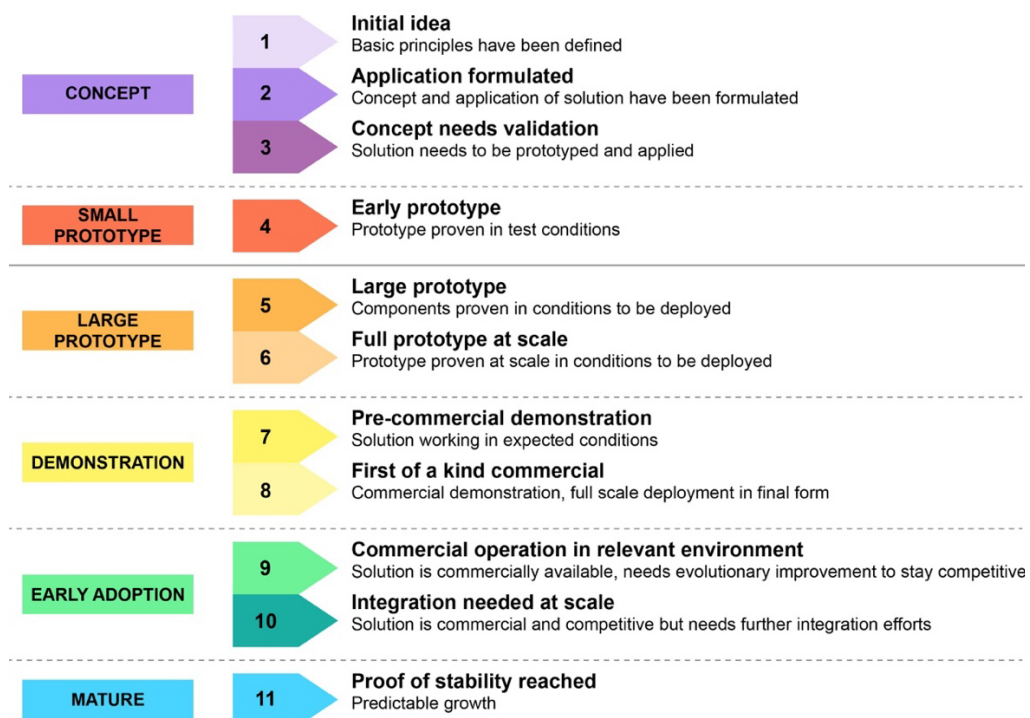 CONCEPT
1
Initial idea
Basic principles have been defined
2
Application formulated
Concept and application of solution have been formulated
3
Concept needs validation
Solution needs to be prototyped and applied
SMALL
PROTOTYPE
4
Early prototype
Prototype proven in test conditions
LARGE
PROTOTYPE
5
Large prototype
Components proven in conditions to be deployed
6
Full prototype at scale
Prototype proven at scale in conditions to be deployed
DEMONSTRATION
7
Pre-commercial demonstration
Solution working in expected conditions
8
First of a kind commercial
Commercial demonstration, full scale deployment in final form
EARLY ADOPTION
9
Commercial operation in relevant environment
Solution is commercially available, needs evolutionary improvement to stay competitive
10
Integration needed at scale
Solution is commercial and competitive but needs further integration efforts
MATURE
11
Proof of stability reached
Predictable growth